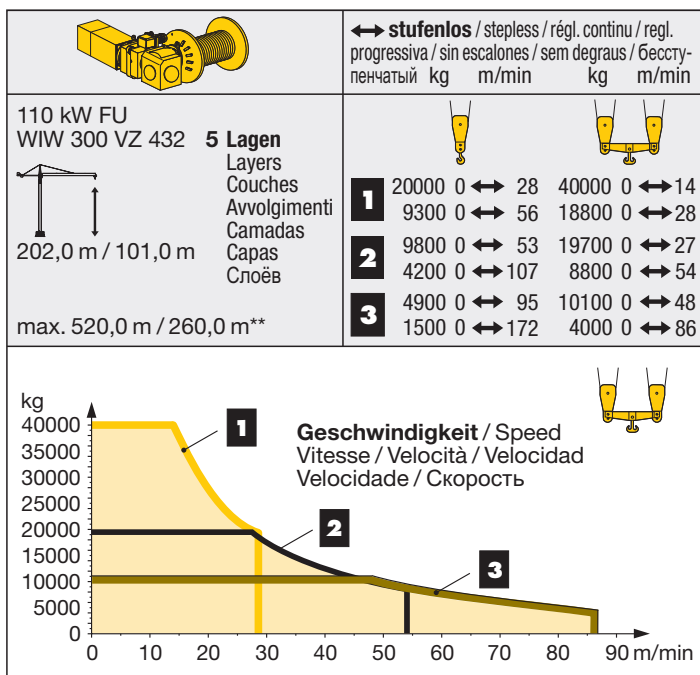 stufenlos / stepless / régl. continu / regl.
progressiva / sin escalones / sem degraus / бессту-
пенчатый kg m/min kg m/min
110 kW FU
WIW 300 VZ 432 5 Lagen
Layers
Couches
Avvolgimenti
Camadas
Capas
Слоёв
202,0 m / 101,0 m
max. 520,0 m / 260,0 m**
1 20000 0 ↔ 28 40000 0 ↔ 14
9300 0 ↔ 56 18800 0 ↔ 28
2 9800 0 ↔ 53 19700 0 ↔ 27
4200 0 ↔ 107 8800 0 ↔ 54
3 4900 0 ↔ 95 10100 0 ↔ 48
1500 0 ↔ 172 4000 0 ↔ 86
kg
40000
35000
30000
25000
20000
15000
10000
5000
0
1
2
3
Geschwindigkeit / Speed
Vitesse / Velocità / Velocidad
Velocidade / Скорость
0 10 20 30 40 50 60 70 80 90 m/min